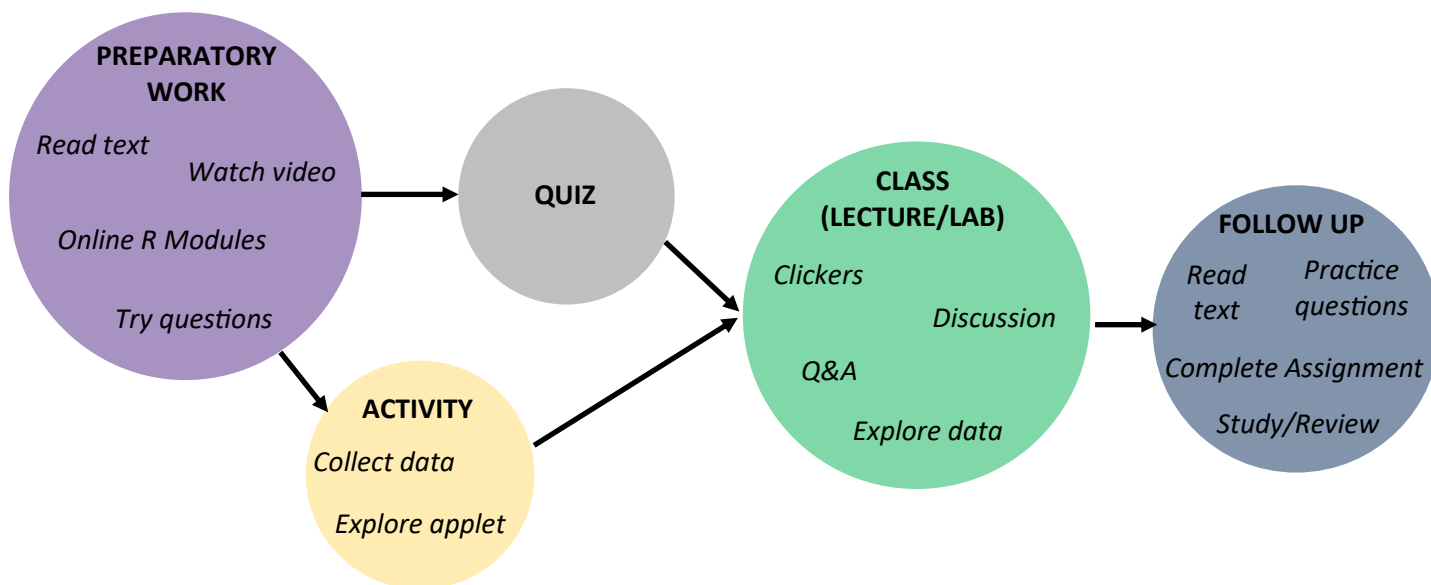 PREPARATORY
WORK
Read text
Watch video
Online R Modules
Try questions
QUIZ
ACTIVITY
Collect data
Explore applet
CLASS
(LECTURE/LAB)
Clickers
Discussion
Q&A
Explore data
FOLLOW UP
Read
text
Practice
questions
Complete Assignment
Study/Review